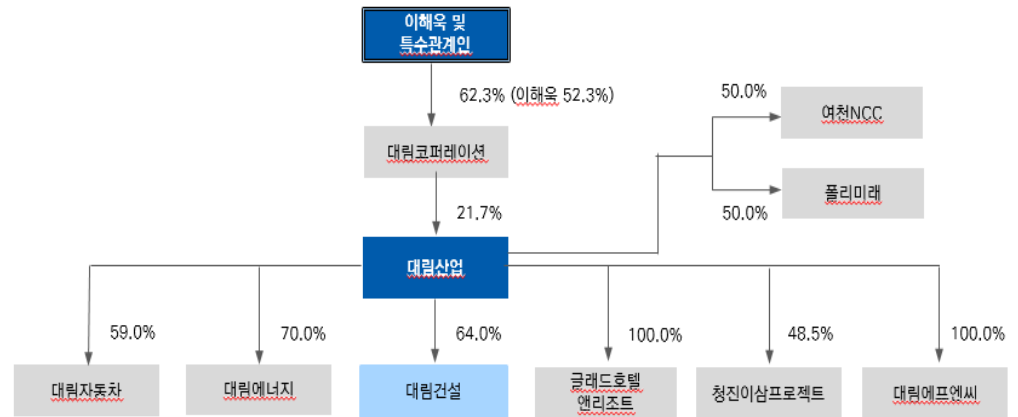 이해욱 및
특수관계인
62.3% (이해욱 52.3%)
50.0%
여천NCC
대림코퍼레이션
폴리미래
21.7%
50.0%
대림산업
59.0%
70.0%
64.0%
100.0%
48.5%
100.0%
대림자동차
대림에너지
대림건설
글래드호텔
앤리조트
청진이삼프로젝트
대림에프엔씨